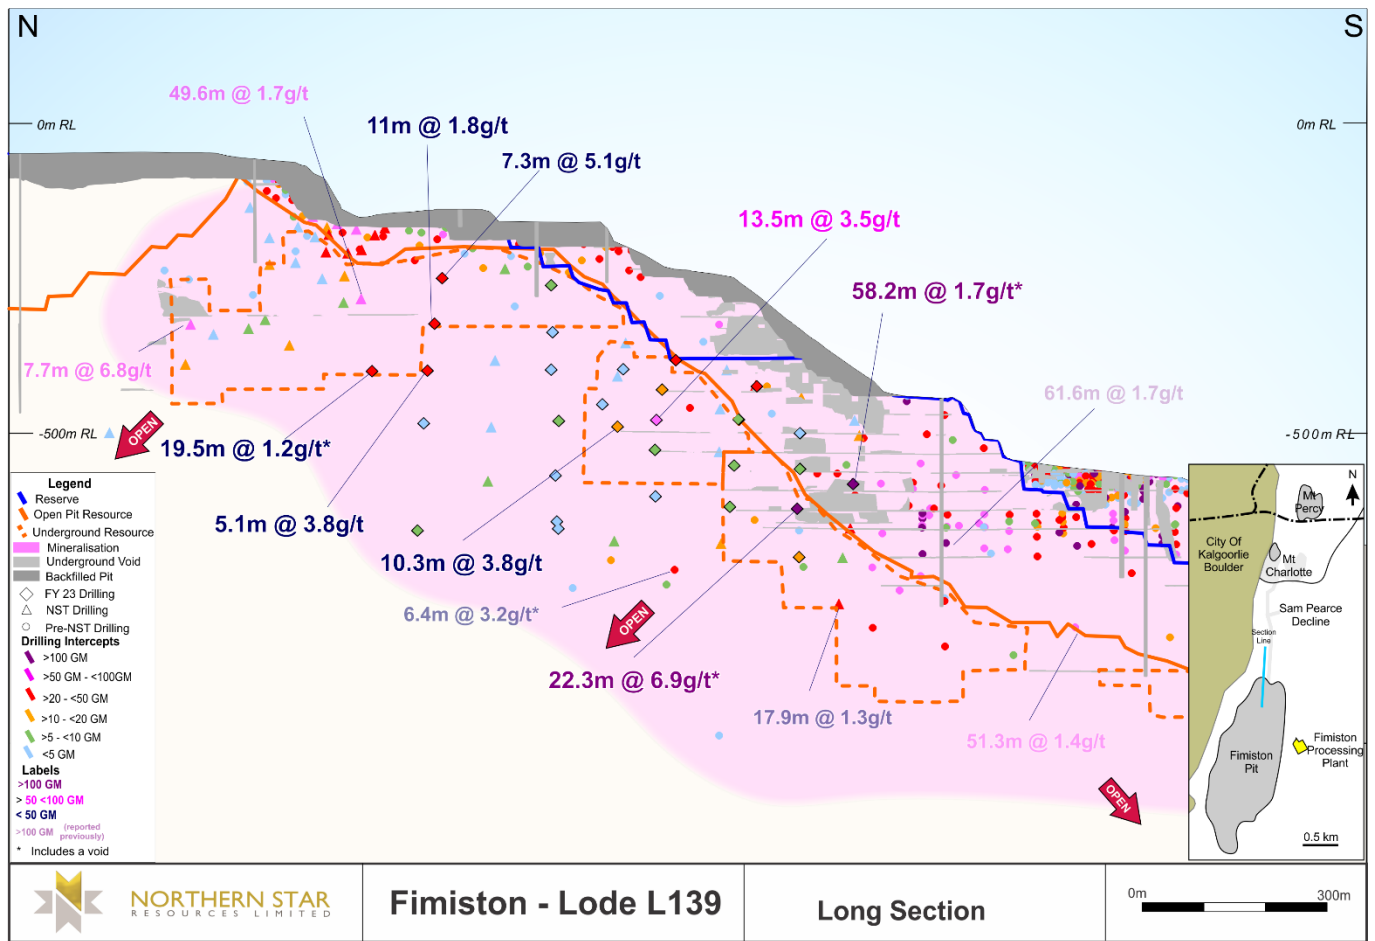 N
S
49.6m @ 1.7g/t
11m @ 1.8g/t
7.3m @ 5.1g/t
0m RL
0m RL
13.5m @ 3.5g/t
58.2m @ 1.7g/t*
7.7m @ 6.8g/t
61.6m @ 1.7g/t
OPEN
-500m RL
-500m RL
19.5m @ 1.2g/t*
5.1m @ 3.8g/t
10.3m @ 3.8g/t
6.4m @ 3.2g/t*
OPEN
22.3m @ 6.9g/t*
17.9m @ 1.3g/t
51.3m @ 1.4g/t
OPEN
Legend
Reserve
Open Pit Resource
Underground Resource
Mineralisation
Underground Void
Backfilled Pit
FY 23 Drilling
NST Drilling
Pre-NST Drilling
Drilling Intercepts
>100 GM
>50 GM - <100GM
>20 - <50 GM
>10 - <20 GM
>5 - <10 GM
<5 GM
Labels
>100 GM
> 50 <100 GM
< 50 GM
>100 GM (reported
previously)
* Includes a void
N
Mt
Percy
City Of
Kalgoorlie
Boulder
Mt
Charlotte
Sam Pearce
Decline
Section
Line
Fimiston
Pit
Fimiston
Processing
Plant
0.5 km
NORTHERN STAR
RESOURCES LIMITED
Fimiston - Lode L139
Long Section
0m
300m